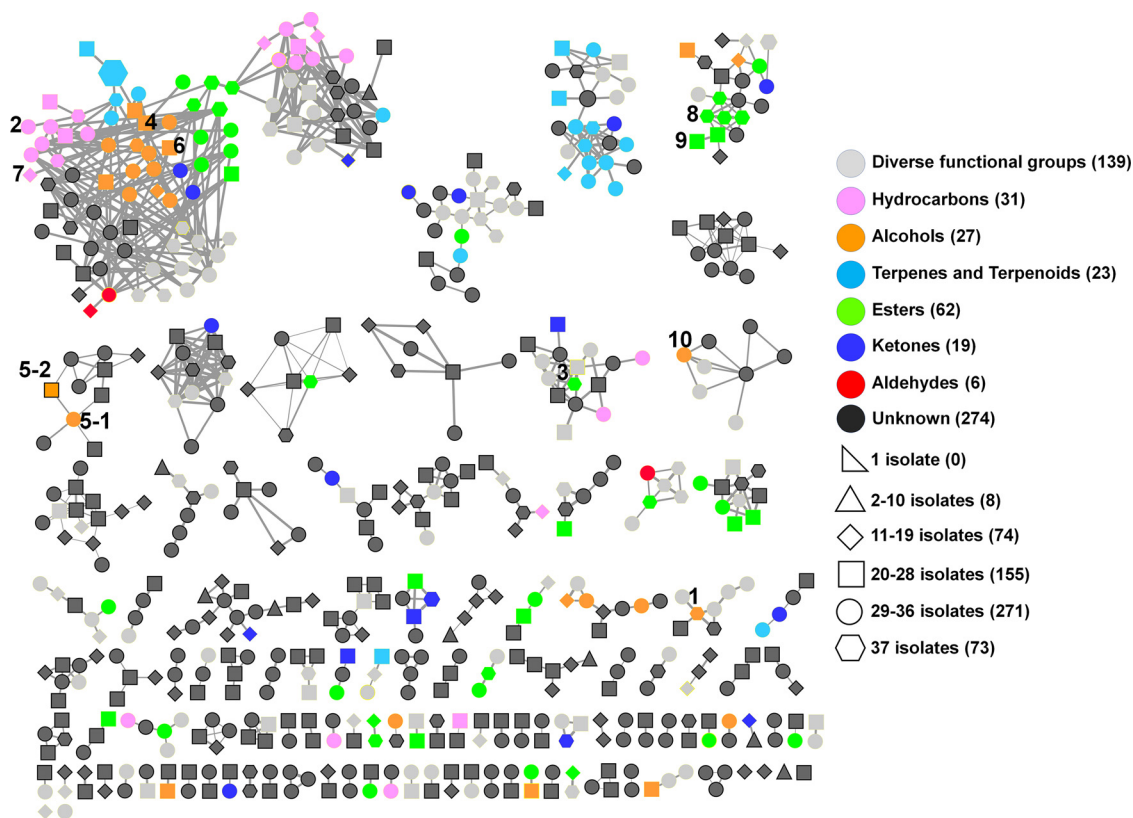 2
4
6
7
8
9
5-2
5-1
3
10
1
Diverse functional groups (139)
Hydrocarbons (31)
Alcohols (27)
Terpenes and Terpenoids (23)
Esters (62)
Ketones (19)
Aldehydes (6)
Unknown (274)
1 isolate (0)
2-10 isolates (8)
11-19 isolates (74)
20-28 isolates (155)
29-36 isolates (271)
37 isolates (73)